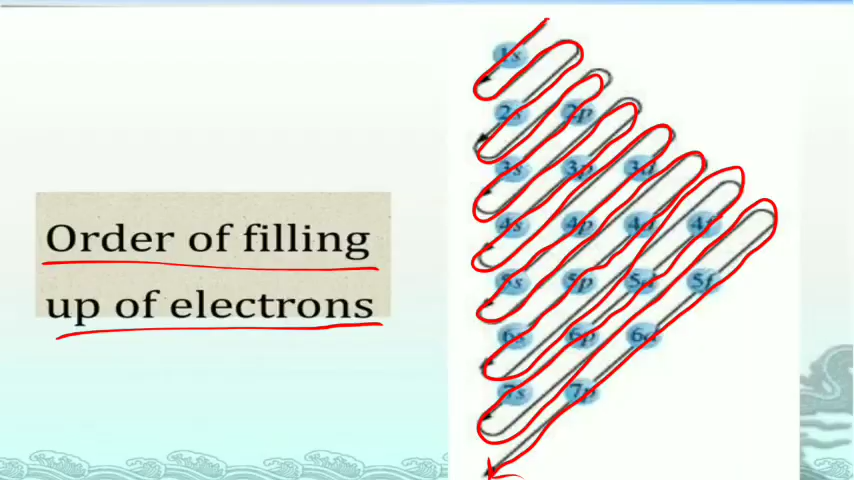 Order of filling
up of electrons
1s
2s 2p
3s 3p 3d
4s 4p 4d 4f
5s 5p 5d 5f
6s 6p 6d
7s 7p